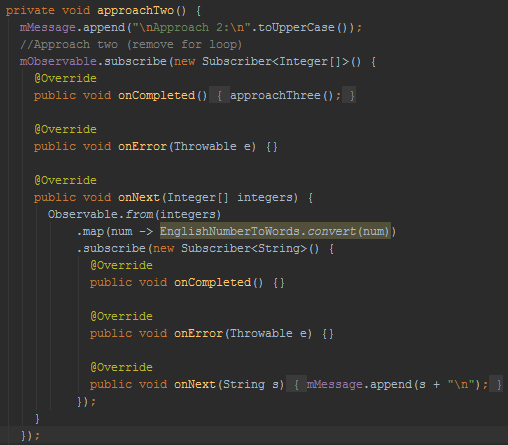 private void approachTwo() {
mMessage.append("\nApproach 2:\n".toUpperCase());
//Approach two (remove for loop)
mObservable.subscribe(new Subscriber<Integer[]>() {
@Override
public void onCompleted() { approachThree(); }
@Override
public void onError(Throwable e) {}
@Override
public void onNext(Integer[] integers) {
Observable.from(integers)
.map(num -> EnglishNumberToWords.convert(num))
.subscribe(new Subscriber<String>() {
@Override
public void onCompleted() {}
@Override
public void onError(Throwable e) {}
@Override
public void onNext(String s) { mMessage.append(s + "\n"); }
});
}
});